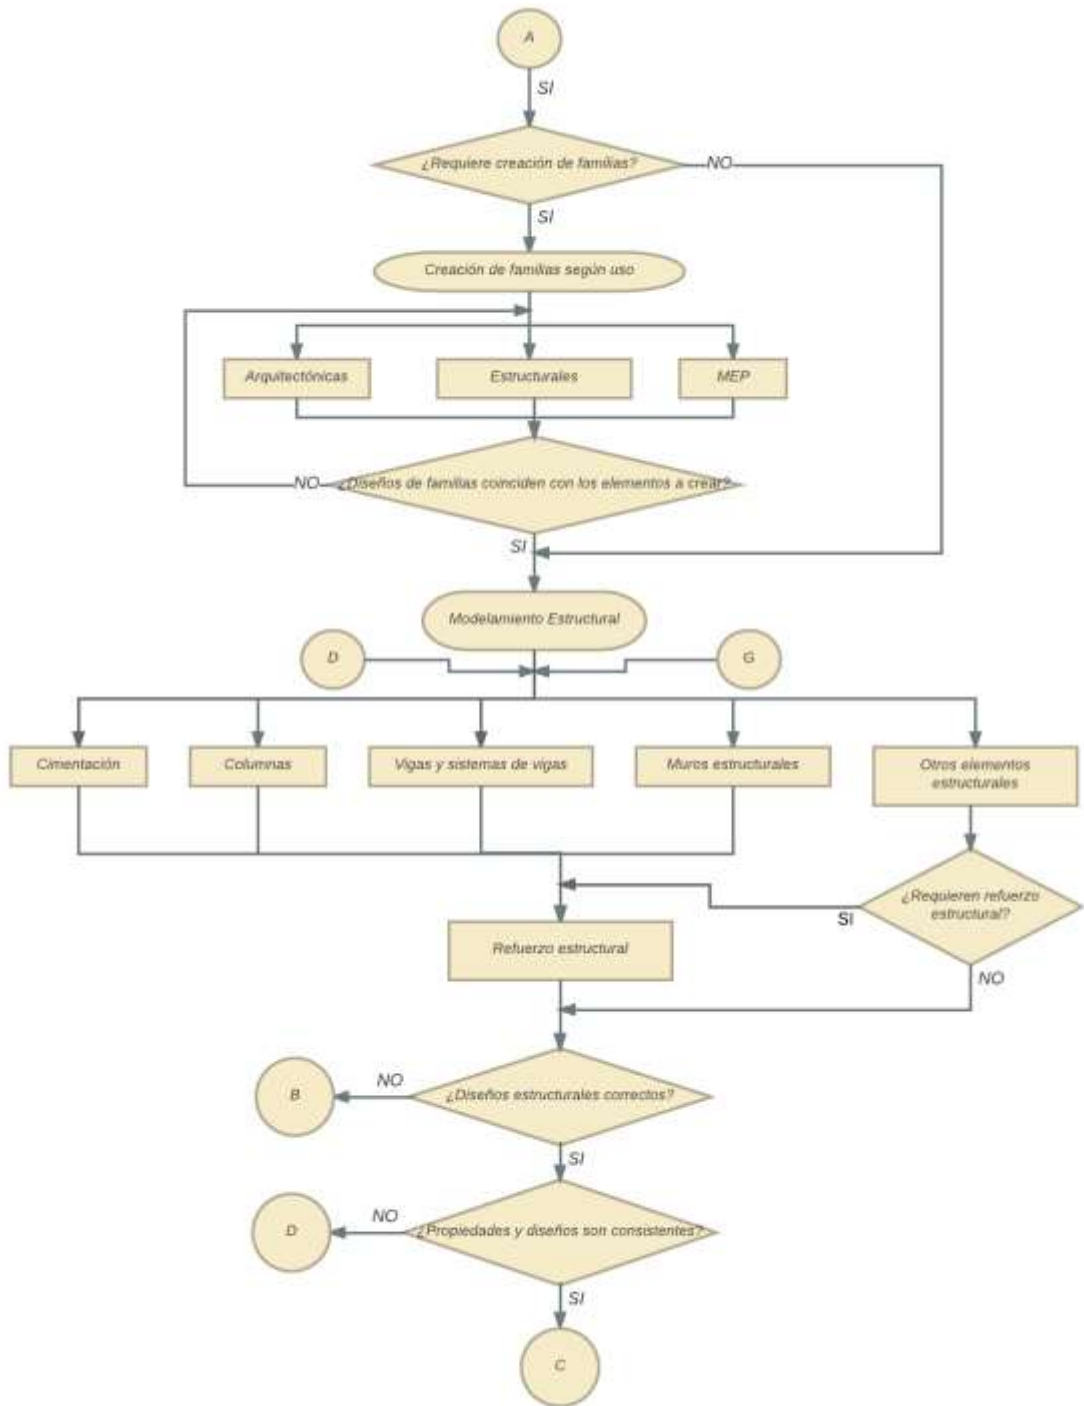 A
SI
¿Requiere creación de familias?
NO
SI
Creación de familias según uso
Arquitectónicas
Estructurales
MEP
NO
¿Diseños de familias coinciden con los elementos a crear?
SI
Modelamiento Estructural
D
G
Cimentación
Columnas
Vigas y sistemas de vigas
Muros estructurales
Otros elementos
estructurales
¿Requieren refuerzo
estructural?
SI
Refuerzo estructural
NO
B
NO
¿Diseños estructurales correctos?
SI
D
NO
¿Propiedades y diseños son consistentes?
SI
C